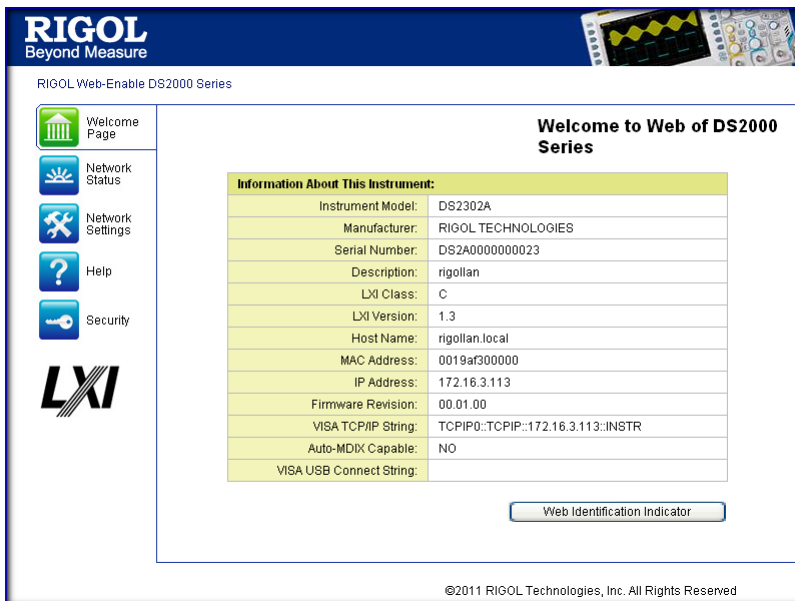 RIGOL
Beyond Measure
RIGOL Web-Enable DS2000 Series
Welcome
Page
Network
Status
Network
Settings
Help
Security
LXI
Welcome to Web of DS2000
Series
Information About This Instrument:
Instrument Model: DS2302A
Manufacturer: RIGOL TECHNOLOGIES
Serial Number: DS2A0000000023
Description: rigollan
LXI Class: C
LXI Version: 1.3
Host Name: rigollan.local
MAC Address: 0019af300000
IP Address: 172.16.3.113
Firmware Revision: 00.01.00
VISA TCP/IP String: TCPIP0::TCPIP::172.16.3.113::INSTR
Auto-MDIX Capable: NO
VISA USB Connect String:
Web Identification Indicator
©2011 RIGOL Technologies, Inc. All Rights Reserved